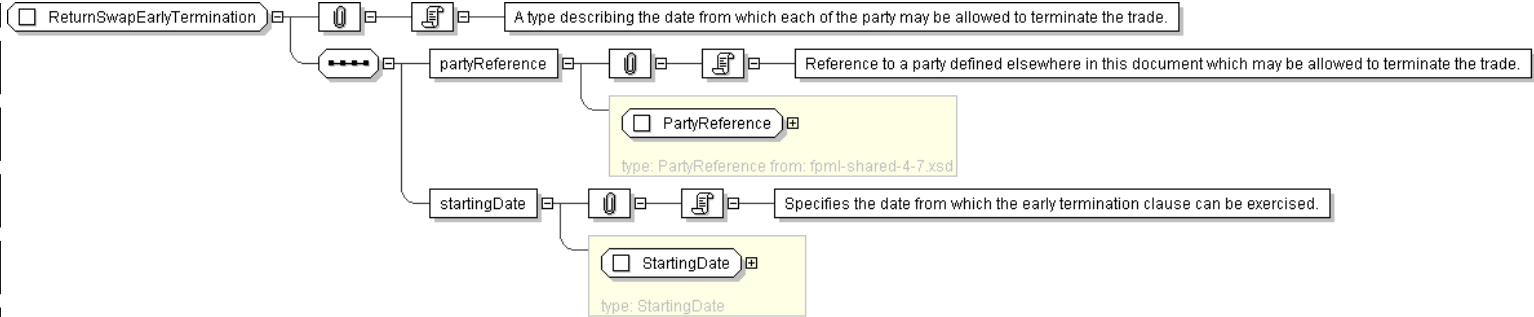 ReturnSwapEarlyTermination
A type describing the date from which each of the party may be allowed to terminate the trade.
partyReference
Reference to a party defined elsewhere in this document which may be allowed to terminate the trade.
PartyReference
type: PartyReference from: fpml-shared-4-7.xsd
startingDate
Specifies the date from which the early termination clause can be exercised.
StartingDate
type: StartingDate